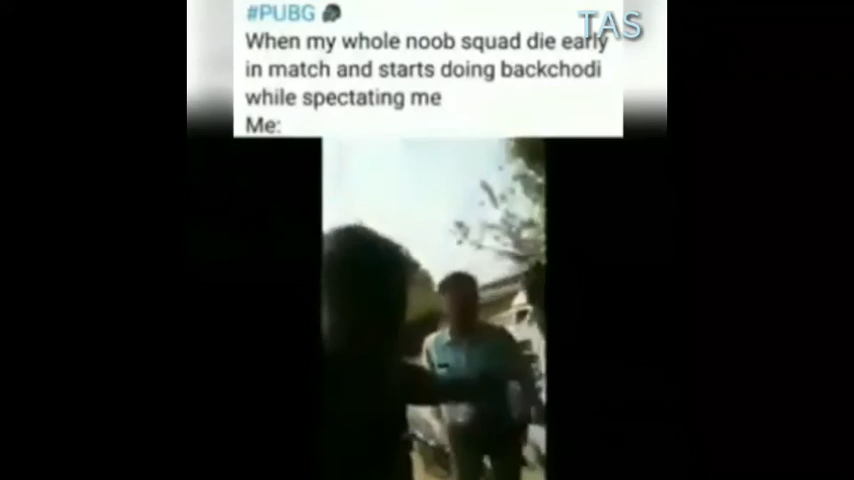 #PUBG
TAS
When my whole noob squad die early
in match and starts doing backchodi
while spectating me
Me: